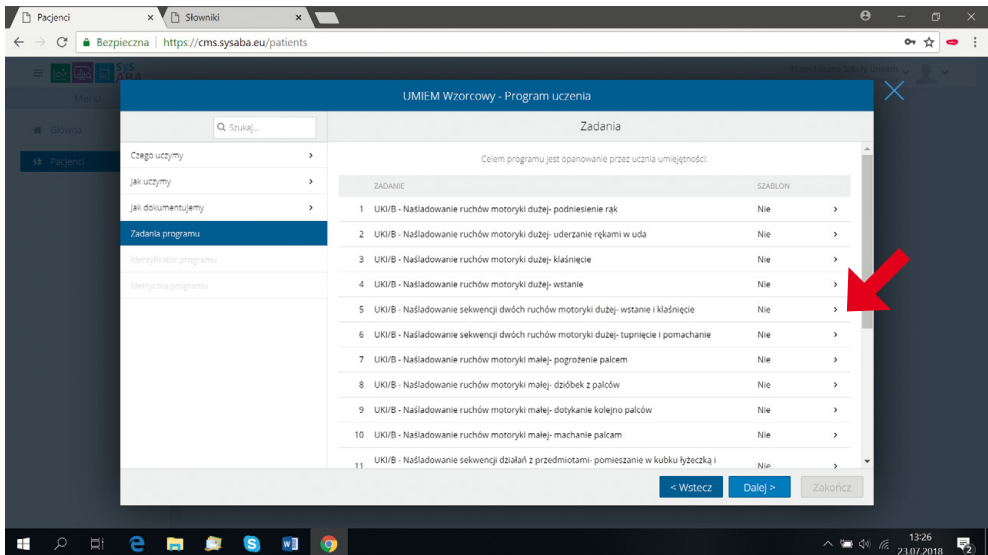 Pacjenci
Słowniki
Bezpieczna | https://cms.sysaba.eu/patients
SYS
ABA
Menu
UMIEM Wzorcowy - Program uczenia
Główna
Pacjenci
Szukaj...
Zadania
Czego uczymy
Jak uczymy
Jak dokumentujemy
Zadania programu
Identyfikator programu
Metryczka programu
Celem programu jest opanowanie przez ucznia umiejętności:
ZADANIE SZABLON
1 UKI/B - Naśladowanie ruchów motoryki dużej- podniesienie rąk Nie
2 UKI/B - Naśladowanie ruchów motoryki dużej- uderzanie rękami w uda Nie
3 UKI/B - Naśladowanie ruchów motoryki dużej- klaśnięcie Nie
4 UKI/B - Naśladowanie ruchów motoryki dużej- wstanie Nie
5 UKI/B - Naśladowanie sekwencji dwóch ruchów motoryki dużej- wstanie i klaśnięcie Nie
6 UKI/B - Naśladowanie sekwencji dwóch ruchów motoryki dużej- tupnięcie i pomachanie Nie
7 UKI/B - Naśladowanie ruchów motoryki małej- pogrożenie palcem Nie
8 UKI/B - Naśladowanie ruchów motoryki małej- dzióbek z palców Nie
9 UKI/B - Naśladowanie ruchów motoryki małej- dotykanie kolejno palców Nie
10 UKI/B - Naśladowanie ruchów motoryki małej- machanie palcam Nie
11 UKI/B - Naśladowanie sekwencji działań z przedmiotami- pomieszanie w kubku łyżeczką i Nie
< Wstecz
Dalej >
Zakończ
13:26
23.07.2018